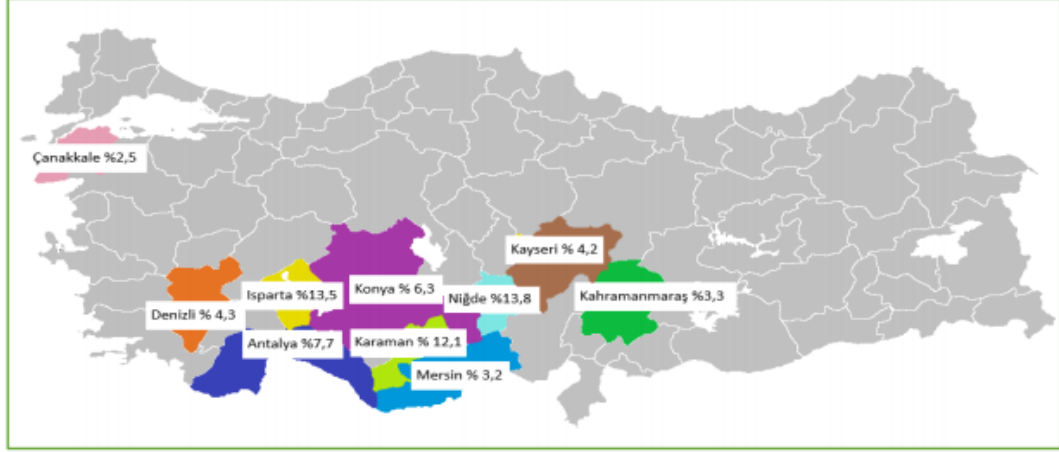 Çanakkale %2,5
Kayseri % 4,2
Isparta %13,5
Konya % 6,3
Niğde %13,8
Kahramanmaraş %3,3
Denizli % 4,3
Antalya %7,7
Karaman % 12,1
Mersin % 3,2